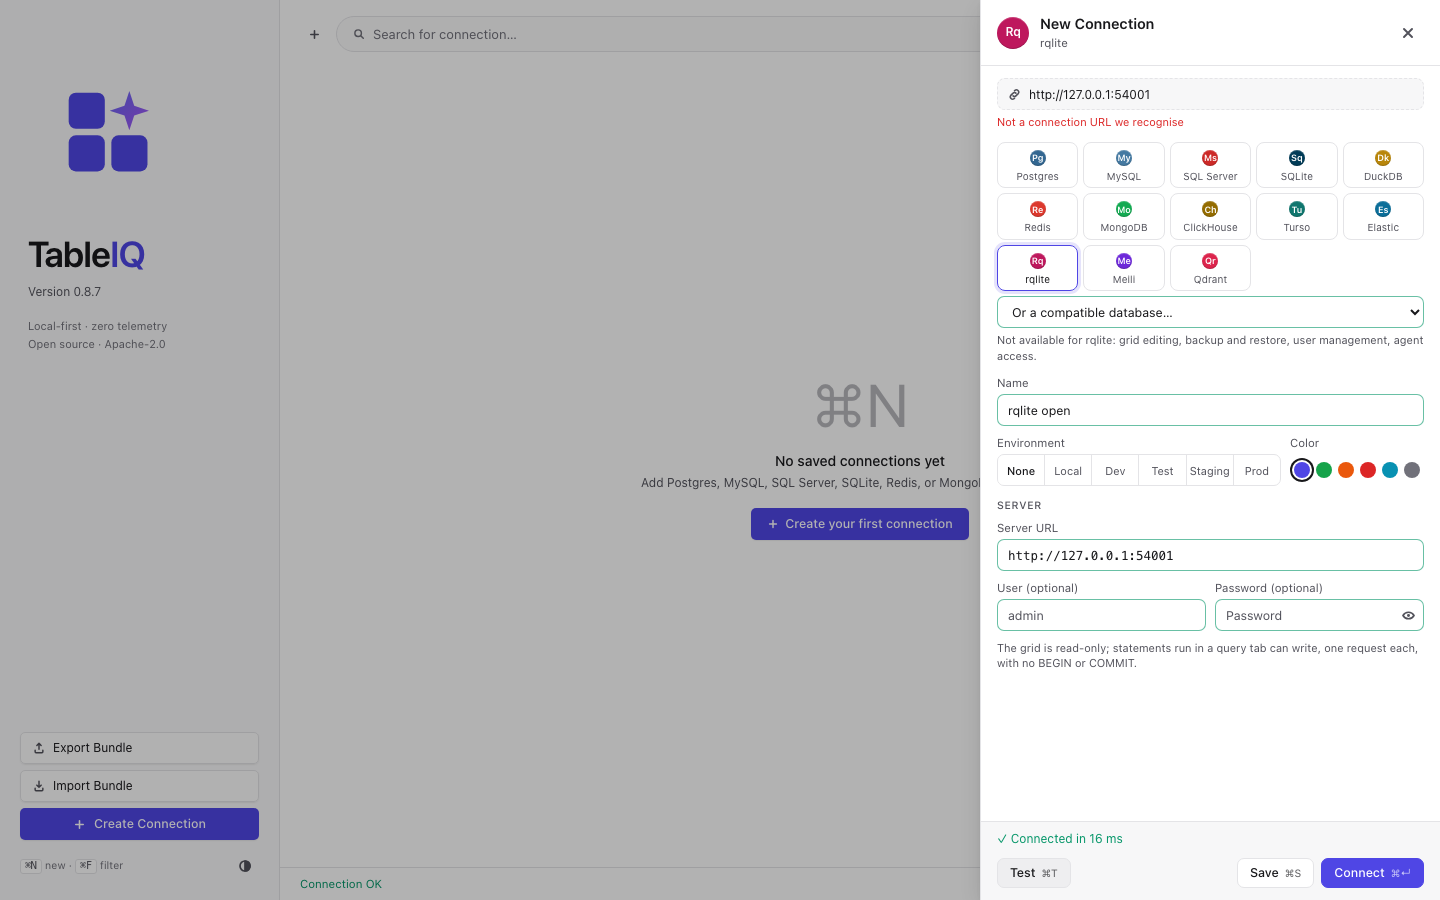 TableIQ
Version 0.8.7
Local-first · zero telemetry
Open source · Apache-2.0
Export Bundle
Import Bundle
+ Create Connection
⌘N new · ⌘F filter
+
Search for connection...
⌘N
No saved connections yet
Add Postgres, MySQL, SQL Server, SQLite, Redis, or Mongo
+ Create your first connection
Connection OK
Rq
New Connection
rqlite
http://127.0.0.1:54001
Not a connection URL we recognise
Pg My Ms Sq Dk
Postgres MySQL SQL Server SQLite DuckDB
Re Mo Ch Tu Es
Redis MongoDB ClickHouse Turso Elastic
Rq Me Qr
rqlite Meili Qdrant
Or a compatible database...
Not available for rqlite: grid editing, backup and restore, user management, agent
access.
Name
rqlite open
Environment Color
None Local Dev Test Staging Prod
SERVER
Server URL
http://127.0.0.1:54001
User (optional) Password (optional)
admin Password
The grid is read-only; statements run in a query tab can write, one request each,
with no BEGIN or COMMIT.
✓ Connected in 16 ms
Test ⌘T Save ⌘S Connect ⌘↵